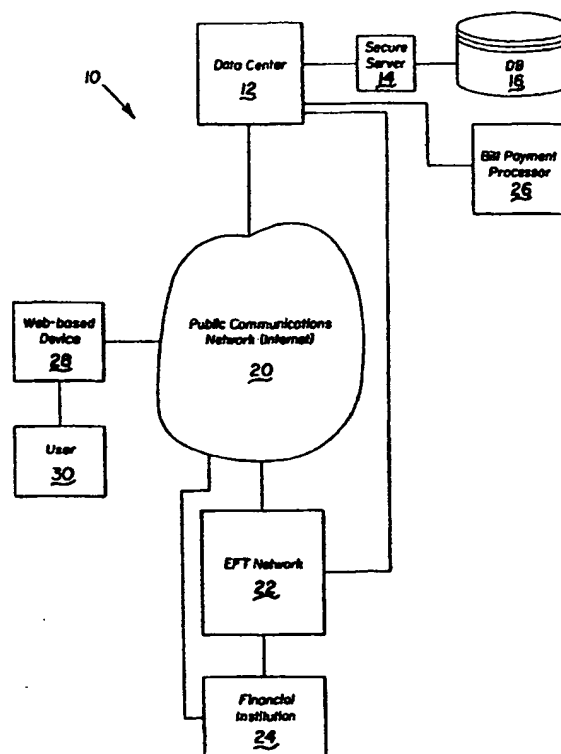 10
Data Center
12
Secure
Server
14
DB
16
Bill Payment
Processor
26
Public Communications
Network (Internet)
20
Web-based
Device
28
User
30
EFT Network
22
Financial
Institution
24